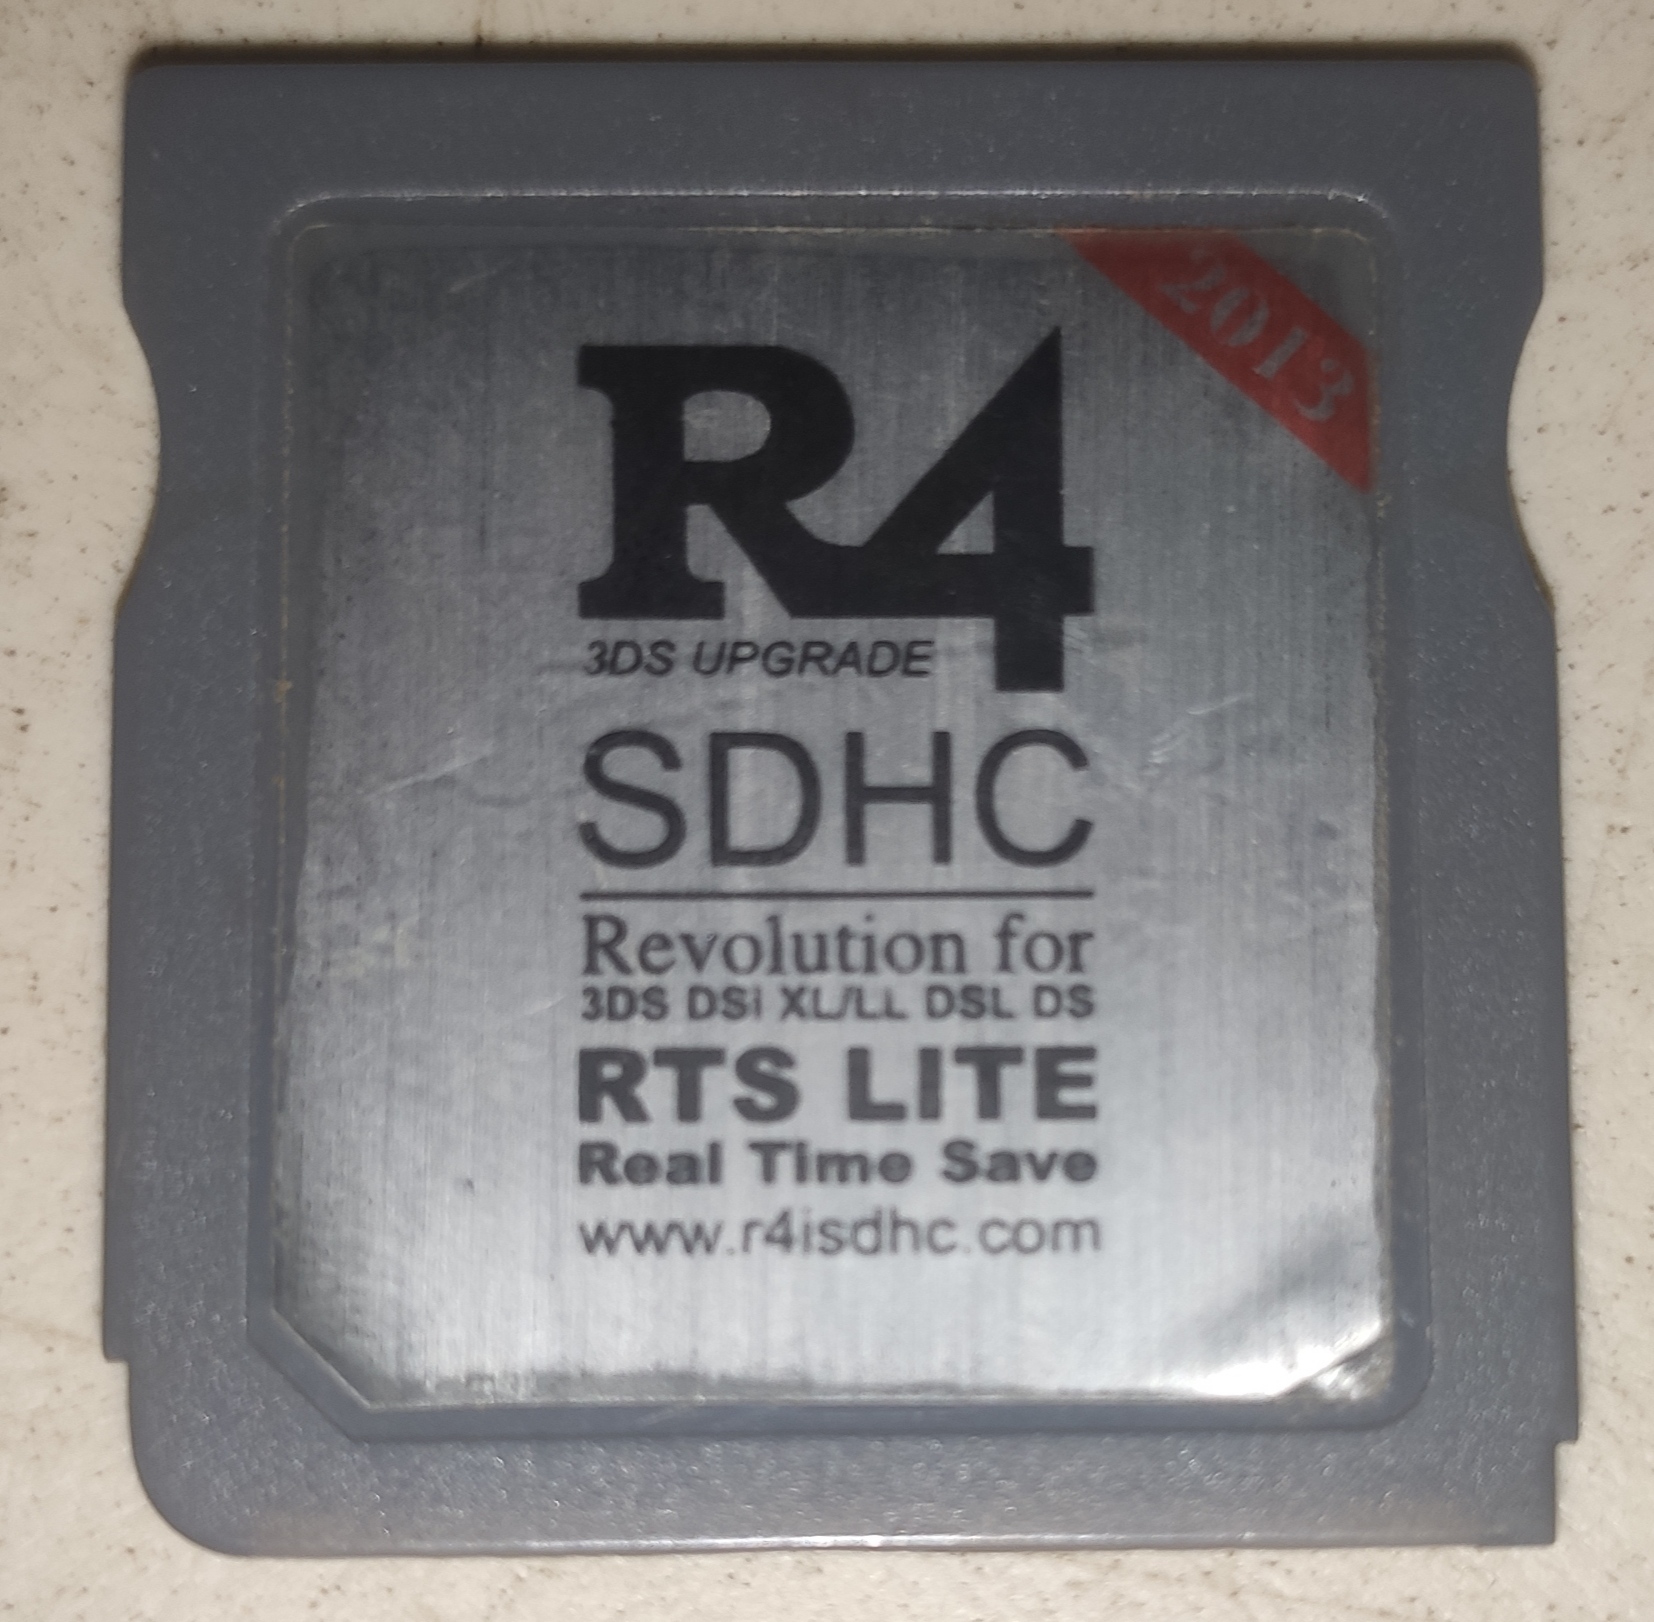 2013
R4
3DS UPGRADE
SDHC
Revolution for
3DS DSi XL/LL DSL DS
RTS LITE
Real Time Save
www.r4isdhc.com